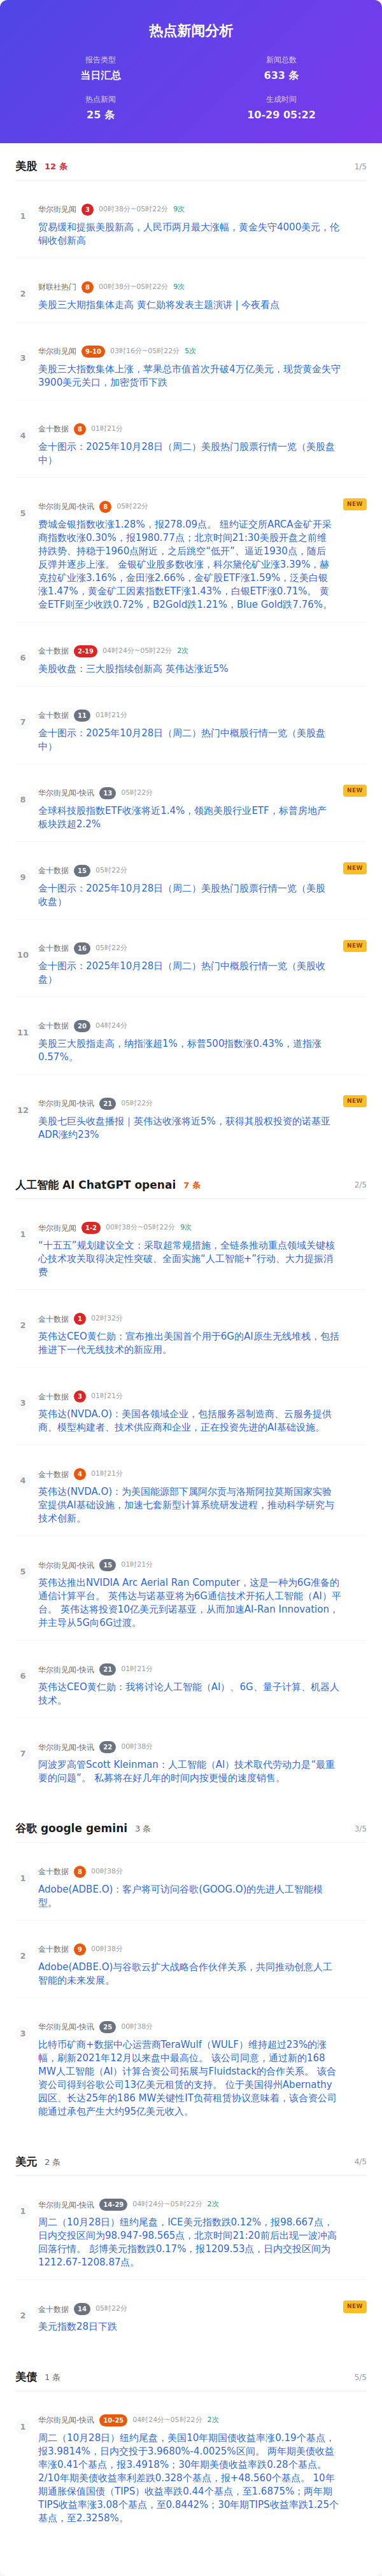 热点新闻分析
报告类型
当日汇总
新闻总数
633 条
热点新闻
25 条
生成时间
10-29 05:22
美股 12 条 1/5
1
华尔街见闻 3 00时38分~05时22分 9次
贸易缓和提振美股新高，人民币两月最大涨幅，黄金失守4000美元，伦
铜收创新高
2
财联社热门 8 00时38分~05时22分 9次
美股三大期指集体走高 黄仁勋将发表主题演讲 | 今夜看点
3
华尔街见闻 9-10 03时16分~05时22分 5次
美股三大指数集体上涨，苹果总市值首次上升破4万亿美元，现货黄金失守
3900美元关口，加密货币下跌
4
金十数据 8 01时21分
金十图示：2025年10月28日（周二）美股热门股票行情一览（美股盘
中）
5
华尔街见闻-快讯 8 05时22分 NEW
费城金银指数收涨1.28%，报278.09点。 纽约证交所ARCA金矿开采
商指数收涨0.30%，报1980.77点；北京时间21:30美股开盘之前维
持跌势、持稳于1960点附近，之后跳空“低开”、逼近1930点，随后
反弹并逐步上涨。 金银矿业股多数收涨，科尔黛伦矿业涨3.39%，赫
克拉矿业涨3.16%，金田涨2.66%，金矿股ETF涨1.59%，泛美白银
涨1.47%，黄金矿工因素指数ETF涨1.43%，白银ETF涨0.71%。 黄
金ETF则至少收跌0.72%，B2Gold跌1.21%，Blue Gold跌7.76%。
6
金十数据 2-19 04时24分~05时22分 2次
美股收盘：三大股指续创新高 英伟达涨近5%
7
金十数据 11 01时21分
金十图示：2025年10月28日（周二）热门中概股行情一览（美股盘
中）
8
华尔街见闻-快讯 13 05时22分 NEW
全球科技股指数ETF收涨将近1.4%，领跑美股行业ETF，标普房地产
板块跌超2.2%
9
金十数据 15 05时22分 NEW
金十图示：2025年10月28日（周二）美股热门股票行情一览（美股
收盘）
10
金十数据 16 05时22分 NEW
金十图示：2025年10月28日（周二）热门中概股行情一览（美股收
盘）
11
金十数据 20 04时24分
美股三大股指走高，纳指涨超1%，标普500指数涨0.43%，道指涨
0.57%。
12
华尔街见闻-快讯 21 05时22分 NEW
美股七巨头收盘播报｜英伟达收涨将近5%，获得其股权投资的诺基亚
ADR涨约23%
人工智能 AI ChatGPT openai 7 条 2/5
1
华尔街见闻 1-2 00时38分~05时22分 9次
“十五五”规划建议全文：采取超常规措施，全链条推动重点领域关键核
心技术攻关取得决定性突破、全面实施“人工智能+”行动、大力提振消
费
2
金十数据 1 02时32分
英伟达CEO黄仁勋：宣布推出美国首个用于6G的AI原生无线堆栈，包括
推进下一代无线技术的新应用。
3
金十数据 3 01时21分
英伟达(NVDA.O)：美国各领域企业，包括服务器制造商、云服务提供
商、模型构建者、技术供应商和企业，正在投资先进的AI基础设施。
4
金十数据 4 01时21分
英伟达(NVDA.O)：为美国能源部下属阿尔贡与洛斯阿拉莫斯国家实验
室提供AI基础设施，加速七套新型计算系统研发进程，推动科学研究与
技术创新。
5
华尔街见闻-快讯 15 01时21分
英伟达推出NVIDIA Arc Aerial Ran Computer，这是一种为6G准备的
通信计算平台。 英伟达与诺基亚将为6G通信技术开拓人工智能（AI）平
台。 英伟达将投资10亿美元到诺基亚，从而加速AI-Ran Innovation，
并主导从5G向6G过渡。
6
华尔街见闻-快讯 21 01时21分
英伟达CEO黄仁勋：我将讨论人工智能（AI）、6G、量子计算、机器人
技术。
7
华尔街见闻-快讯 22 00时38分
阿波罗高管Scott Kleinman：人工智能（AI）技术取代劳动力是“最重
要的问题”。 私募将在好几年的时间内按更慢的速度销售。
谷歌 google gemini 3 条 3/5
1
金十数据 8 00时38分
Adobe(ADBE.O)：客户将可访问谷歌(GOOG.O)的先进人工智能模
型。
2
金十数据 9 00时38分
Adobe(ADBE.O)与谷歌云扩大战略合作伙伴关系，共同推动创意人工
智能的未来发展。
3
华尔街见闻-快讯 25 00时38分
比特币矿商+数据中心运营商TeraWulf（WULF）维持超过23%的涨
幅，刷新2021年12月以来盘中最高位。 该公司同意，通过新的168
MW人工智能（AI）计算合资公司拓展与Fluidstack的合作关系。 该合
资公司得到谷歌公司13亿美元租赁的支持。 位于美国得州Abernathy
园区、长达25年的186 MW关键性IT负荷租赁协议意味着，该合资公司
能通过承包产生大约95亿美元收入。
美元 2 条 4/5
1
华尔街见闻-快讯 14-29 04时24分~05时22分 2次
周二（10月28日）纽约尾盘，ICE美元指数跌0.12%，报98.667点，
日内交投区间为98.947-98.565点，北京时间21:20前后出现一波冲高
回落行情。 彭博美元指数跌0.17%，报1209.53点，日内交投区间为
1212.67-1208.87点。
2
金十数据 14 05时22分 NEW
美元指数28日下跌
美债 1 条 5/5
1
华尔街见闻-快讯 10-25 04时24分~05时22分 2次
周二（10月28日）纽约尾盘，美国10年期国债收益率涨0.19个基点，
报3.9814%，日内交投于3.9680%-4.0025%区间。 两年期美债收益
率涨0.41个基点，报3.4918%；30年期美债收益率跌0.28个基点。
2/10年期美债收益率利差跌0.328个基点，报+48.560个基点。 10年
期通胀保值国债（TIPS）收益率跌0.44个基点，至1.6875%；两年期
TIPS收益率涨3.08个基点，至0.8442%；30年期TIPS收益率跌1.25个
基点，至2.3258%。